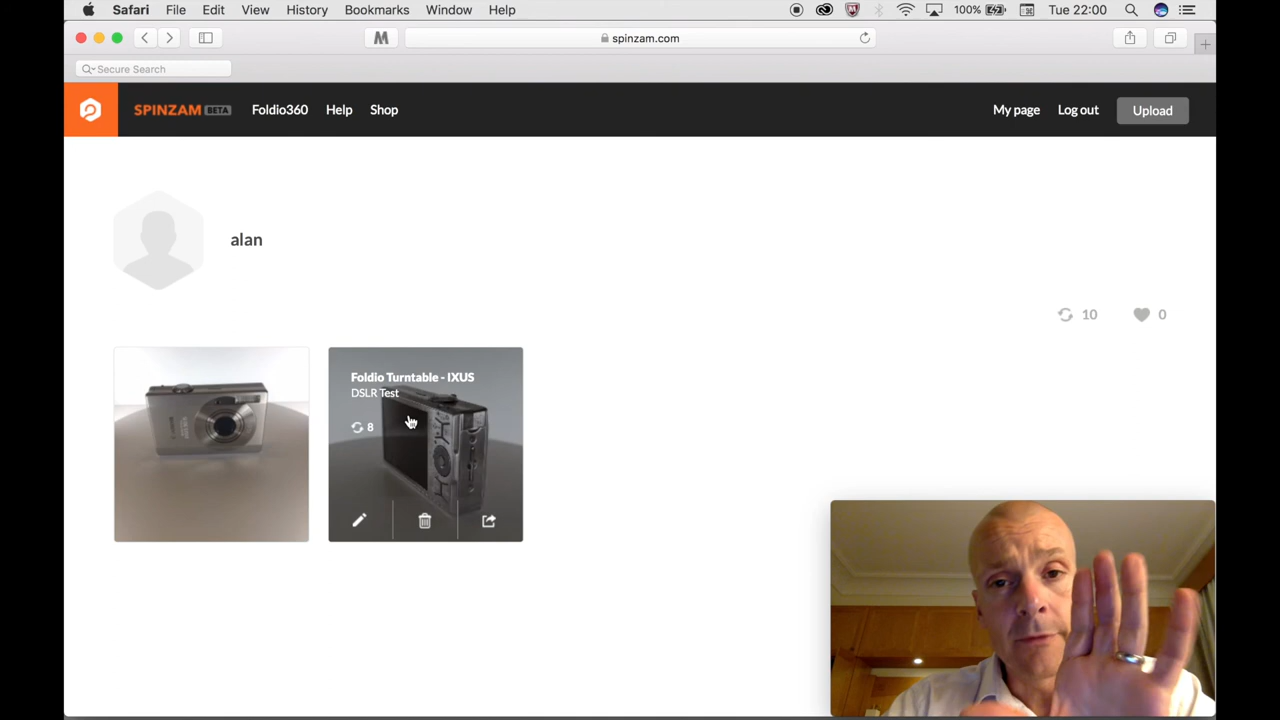 Safari File Edit View History Bookmarks Window Help 100% Tue 22:00
M spinzam.com
Secure Search
SPINZAM BETA Foldio360 Help Shop My page Log out Upload
alan
10 0
Foldio Turntable - IXUS
DSLR Test
8